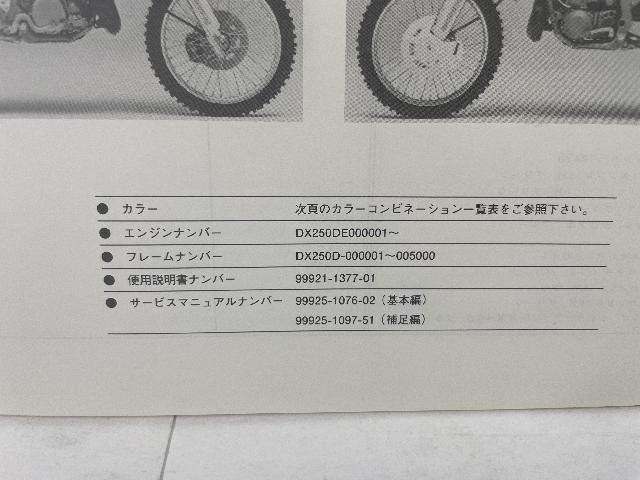 ● カラー 次頁のカラーコンビネーション一覧表をご参照下さい。
● エンジンナンバー DX250DE000001～
● フレームナンバー DX250D-000001～005000
● 使用説明書ナンバー 99921-1377-01
● サービスマニュアルナンバー 99925-1076-02（基本編）
99925-1097-51（補足編）